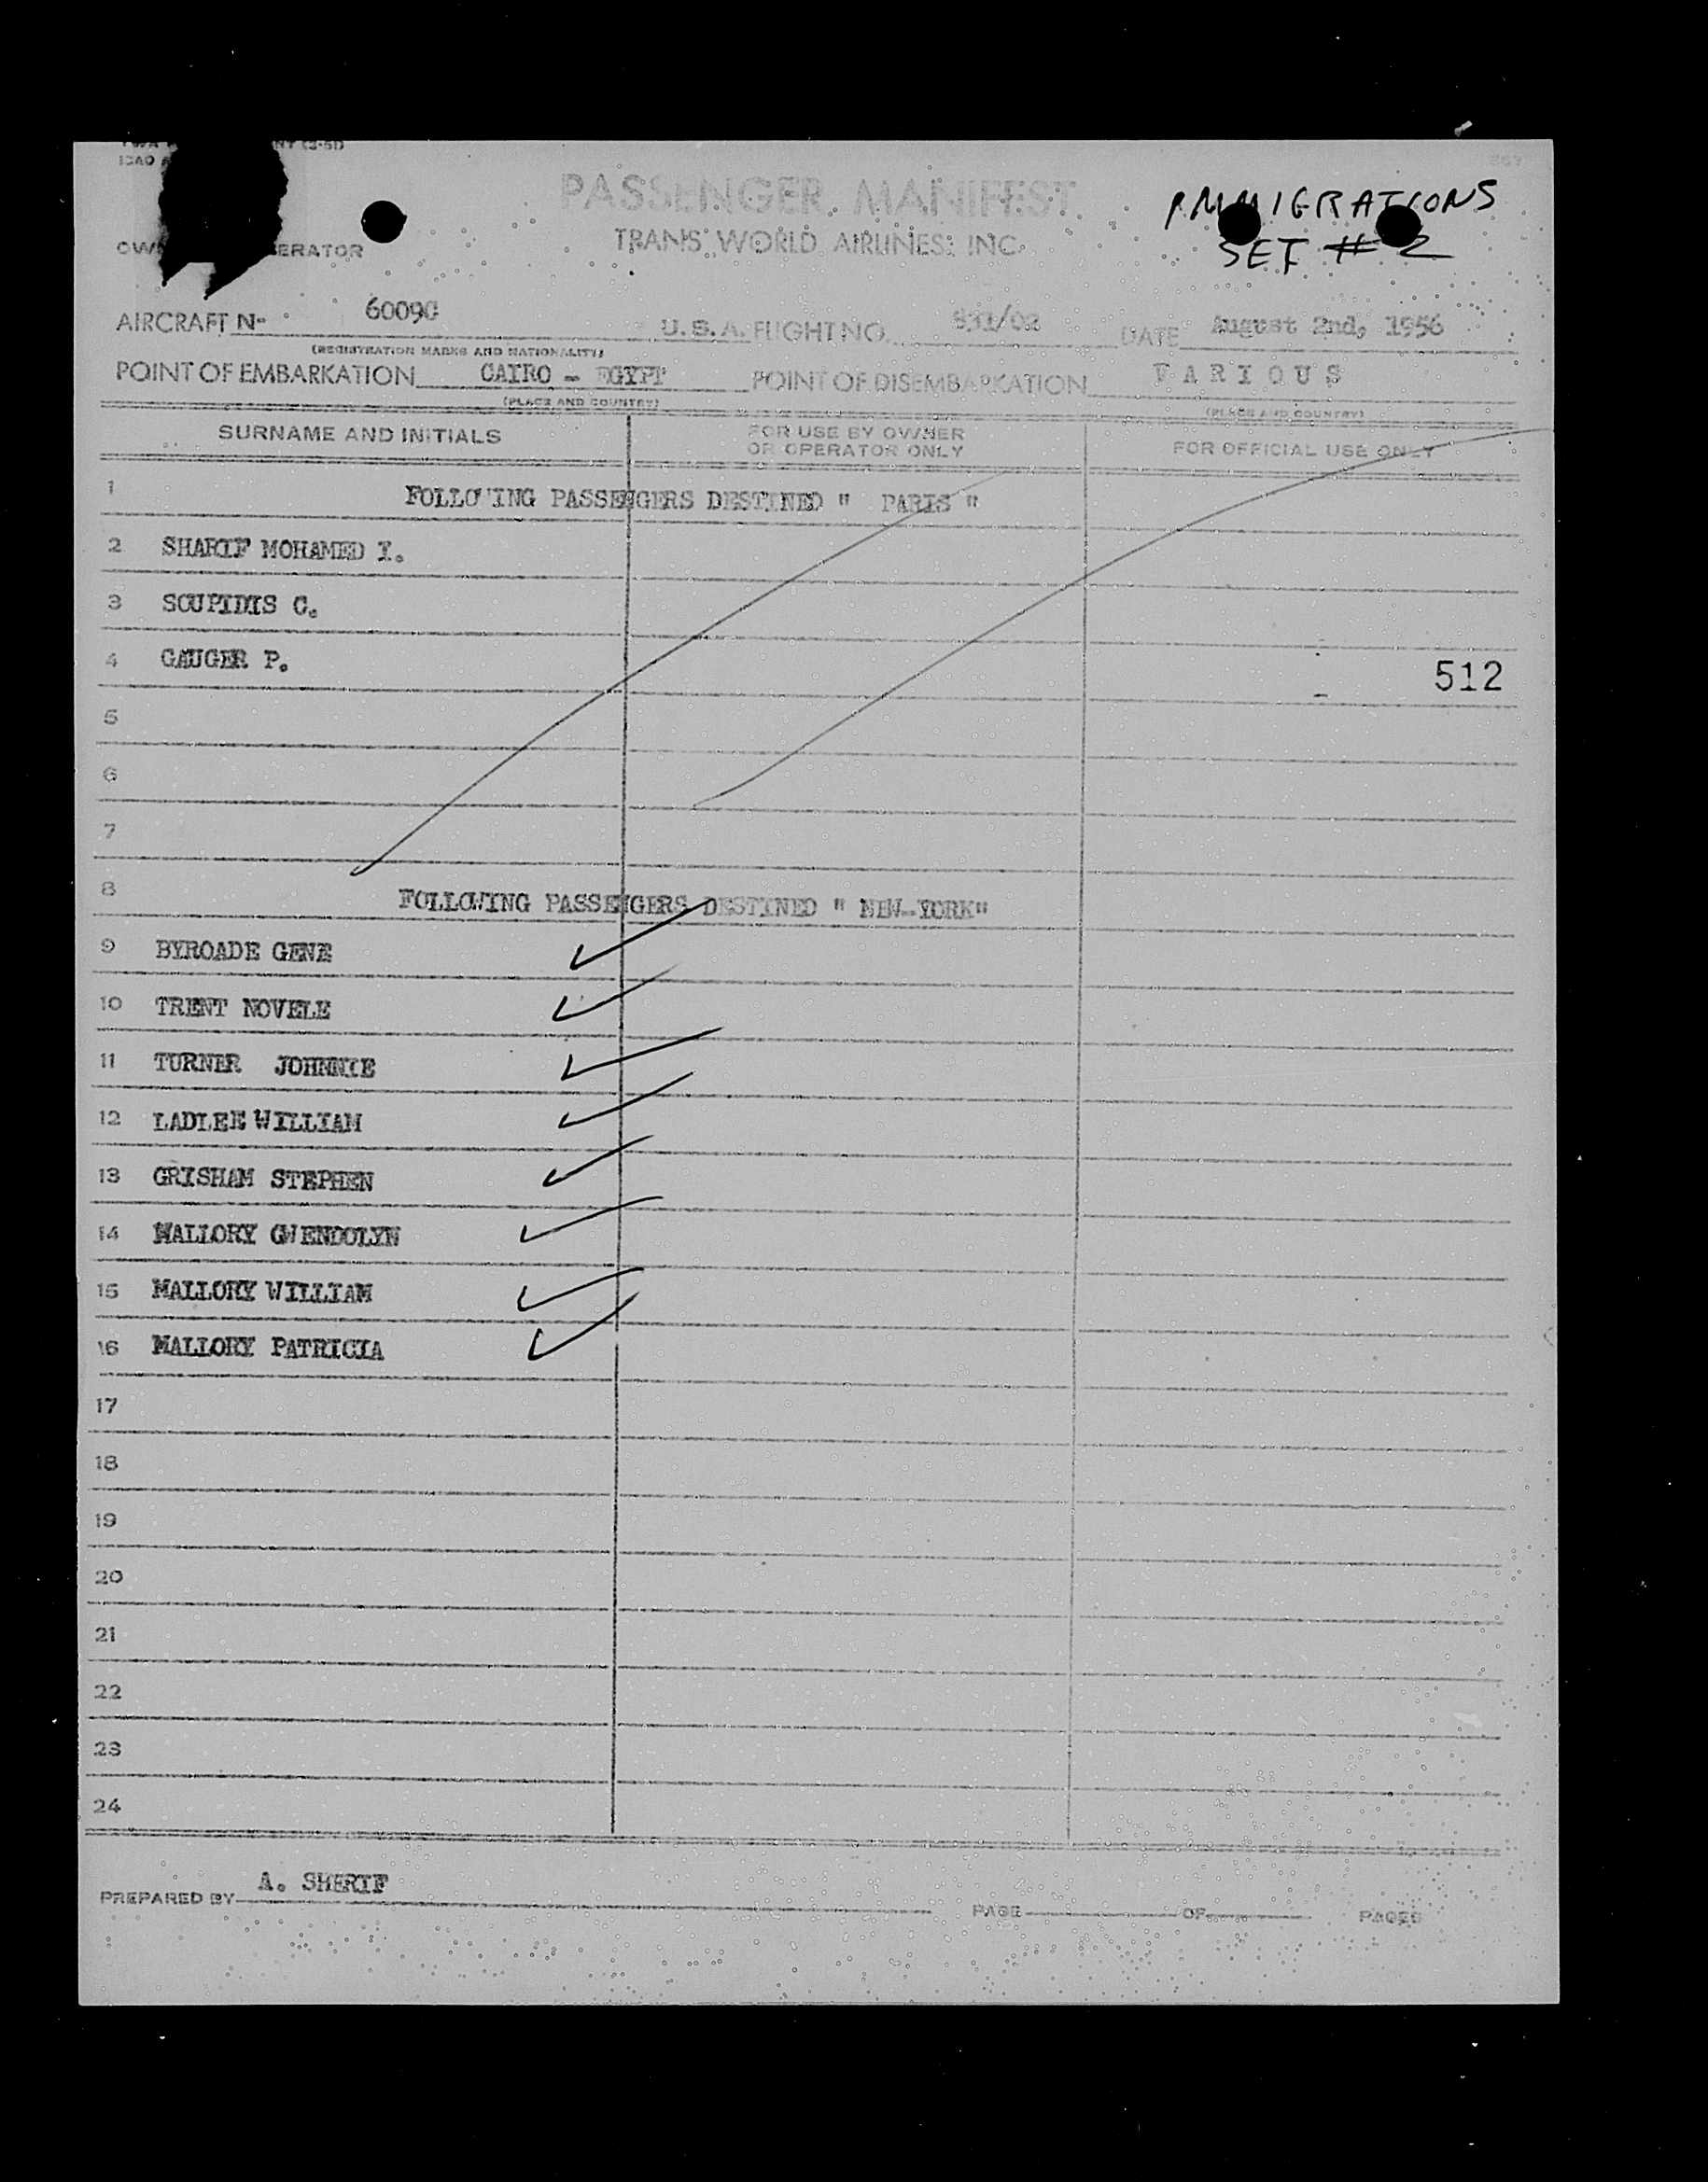 ICAO
PASSENGER MANIFEST
IMMIGRATIONS
TRANS WORLD AIRLINES, INC.
SET # 2
AIRCRAFT N- U.S.A. FLIGHT NO. 831/02 DATE August 2nd, 1956
(REGISTRATION MARKS AND NATIONALITY)
POINT OF EMBARKATION CAIRO - EGYPT POINT OF DISEMBARKATION VARIOUS
(PLACE AND COUNTRY) (PLACE AND COUNTRY)
SURNAME AND INITIALS FOR USE BY OWNER OR OPERATOR ONLY FOR OFFICIAL USE ONLY
1 FOLLOWING PASSENGERS DESTINED " PARIS "
2 SHARIF MOHAMED I.
3 SCUPIDIS C.
4 GAUGER P. 512
5
6
7
8 FOLLOWING PASSENGERS DESTINED " NEW-YORK"
9 BYROADE GENE
10 TRENT NOVELE
11 TURNER JOHNNIE
12 LADLEE WILLIAM
13 GRISHAM STEPHEN
14 MALLORY GWENDOLYN
15 MALLORY WILLIAM
16 MALLORY PATRICIA
17
18
19
20
21
22
23
24
PREPARED BY A. SHERIF PAGE OF PAGES